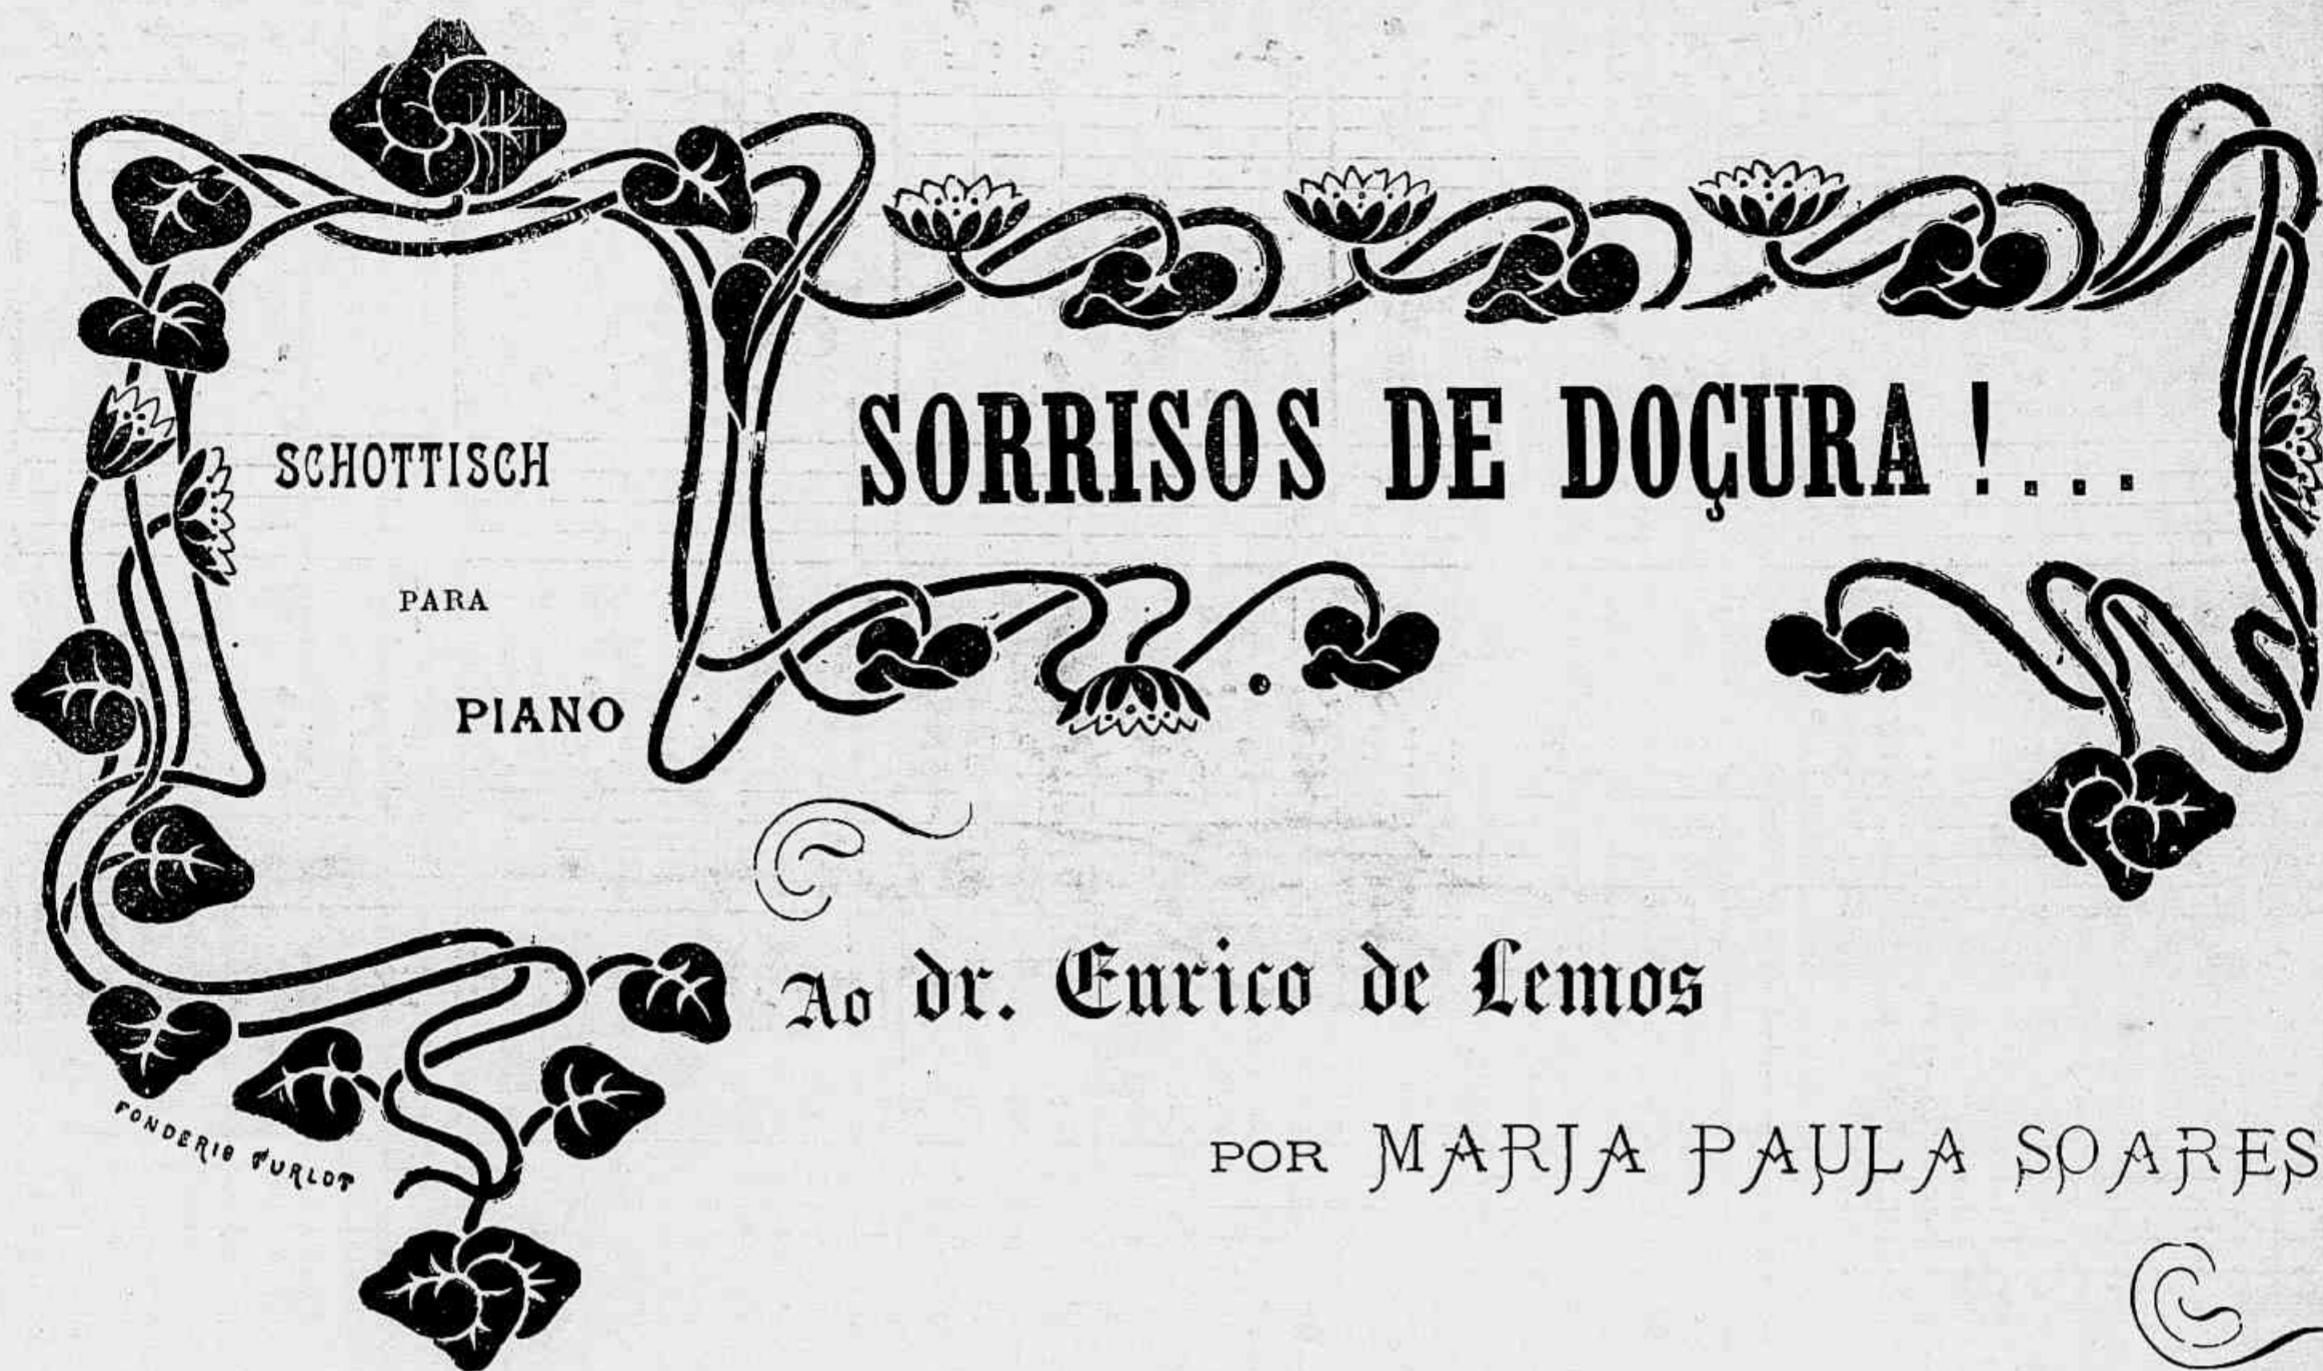 SCHOTTISCH
PARA
PIANO
SORRISOS DE DOÇURA !...
Ao dr. Eurico de Lemos
POR MARIA PAULA SOARES
FONDERIE TURLOT